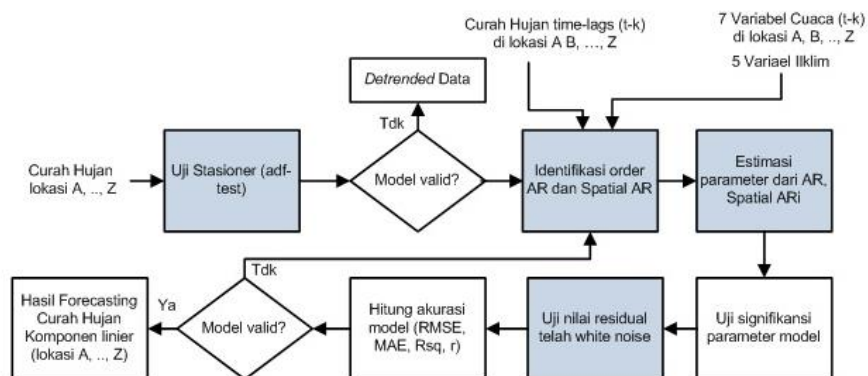 Curah Hujan time-lags (t-k)
di lokasi A B, …, Z
7 Variabel Cuaca (t-k)
di lokasi A, B, .., Z
5 Variael Ilklim
Detrended Data
Tdk
Curah Hujan
lokasi A, .., Z
Uji Stasioner (adf-
test)
Model valid?
Identifikasi order
AR dan Spatial AR
Estimasi
parameter dari AR,
Spatial ARi
Tdk
Ya
Hasil Forecasting
Curah Hujan
Komponen linier
(lokasi A, .., Z)
Model valid?
Hitung akurasi
model (RMSE,
MAE, Rsq, r)
Uji nilai residual
telah white noise
Uji signifikansi
parameter model